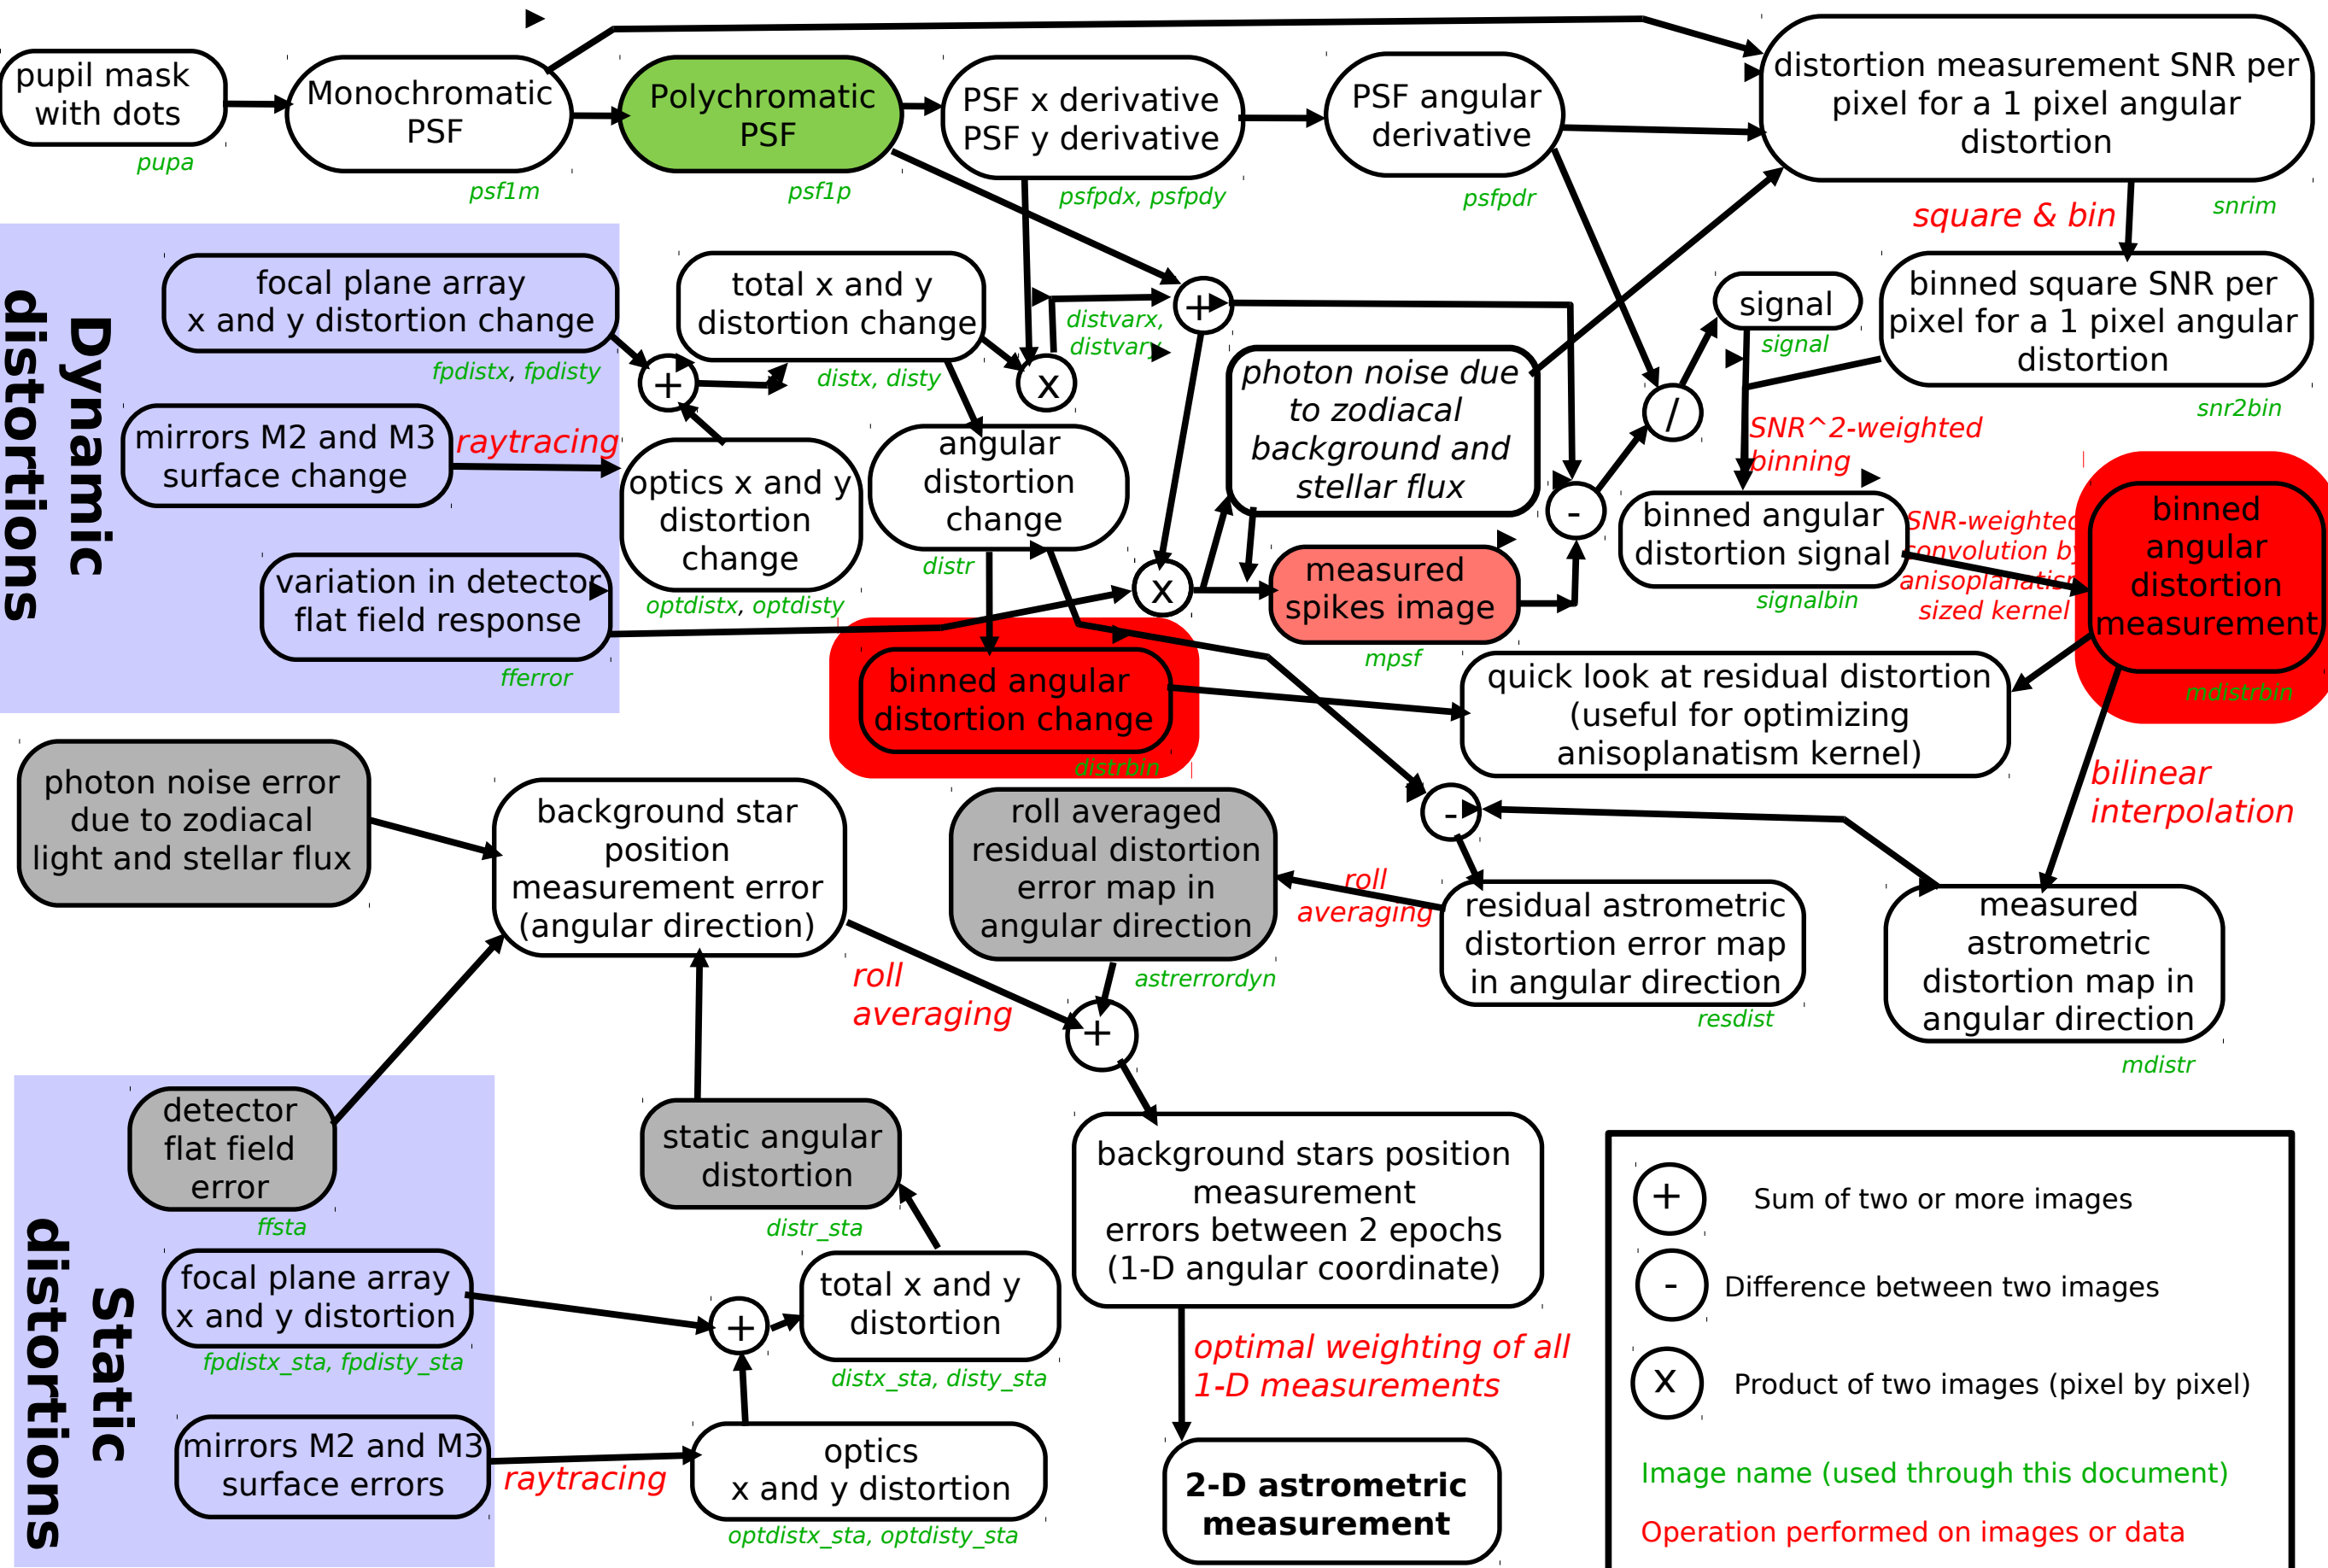 pupil mask
with dots
pupa
Monochromatic
PSF
psf1m
Polychromatic
PSF
psf1p
PSF x derivative
PSF y derivative
psfpdx, psfpdy
PSF angular
derivative
psfpdr
distortion measurement SNR per
pixel for a 1 pixel angular
distortion
snrim
square & bin
Dynamic
distortions
focal plane array
x and y distortion change
fpdistx, fpdisty
mirrors M2 and M3
surface change
raytracing
variation in detector
flat field response
fferror
+
total x and y
distortion change
distx, disty
optics x and y
distortion
change
optdistx, optdisty
x
distvarx,
distvary
+
angular
distortion
change
distr
x
photon noise due
to zodiacal
background and
stellar flux
measured
spikes image
mpsf
-
/
signal
signal
binned square SNR per
pixel for a 1 pixel angular
distortion
snr2bin
SNR^2-weighted
binning
binned angular
distortion signal
signalbin
SNR-weighted
convolution by
anisoplanatism
sized kernel
binned
angular
distortion
measurement
mdistrbin
binned angular
distortion change
distrbin
quick look at residual distortion
(useful for optimizing
anisoplanatism kernel)
bilinear
interpolation
photon noise error
due to zodiacal
light and stellar flux
background star
position
measurement error
(angular direction)
roll averaged
residual distortion
error map in
angular direction
astrerrordyn
roll
averaging
-
residual astrometric
distortion error map
in angular direction
resdist
measured
astrometric
distortion map in
angular direction
mdistr
roll
averaging
+
Static
distortions
detector
flat field
error
ffsta
static angular
distortion
distr_sta
focal plane array
x and y distortion
fpdistx_sta, fpdisty_sta
+
total x and y
distortion
distx_sta, disty_sta
mirrors M2 and M3
surface errors
raytracing
optics
x and y distortion
optdistx_sta, optdisty_sta
background stars position
measurement
errors between 2 epochs
(1-D angular coordinate)
optimal weighting of all
1-D measurements
2-D astrometric
measurement
+ Sum of two or more images
- Difference between two images
x Product of two images (pixel by pixel)
Image name (used through this document)
Operation performed on images or data